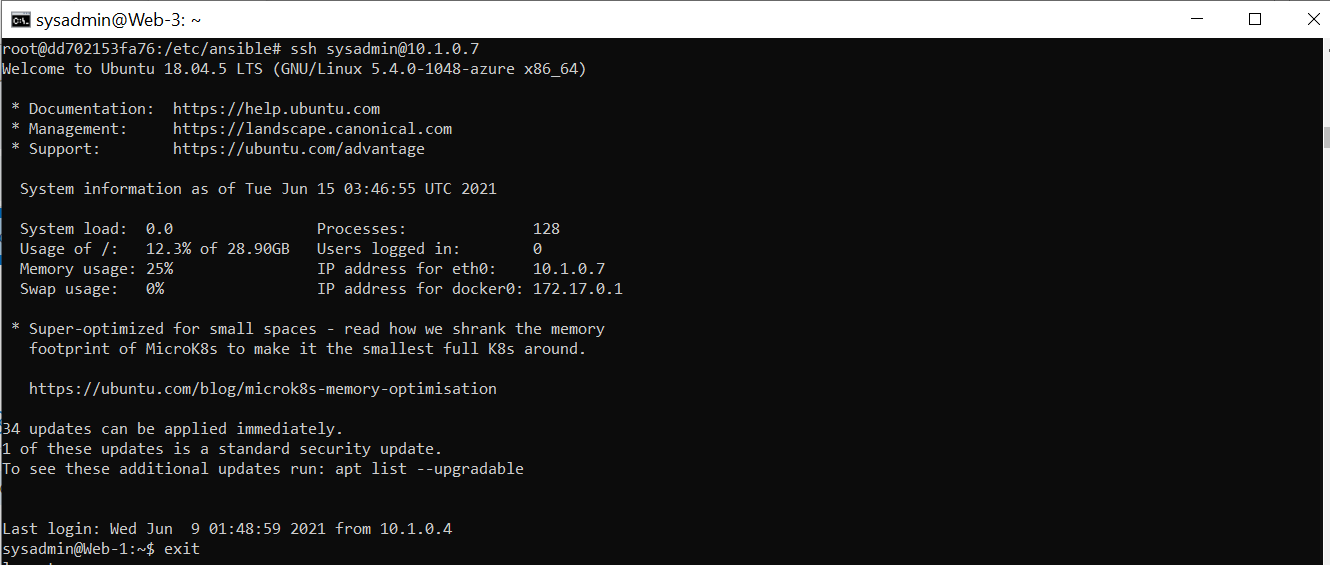 sysadmin@Web-3: ~
root@dd702153fa76:/etc/ansible# ssh sysadmin@10.1.0.7
Welcome to Ubuntu 18.04.5 LTS (GNU/Linux 5.4.0-1048-azure x86_64)
* Documentation:  https://help.ubuntu.com
* Management:     https://landscape.canonical.com
* Support:        https://ubuntu.com/advantage
System information as of Tue Jun 15 03:46:55 UTC 2021
System load:  0.0                Processes:              128
Usage of /:   12.3% of 28.90GB   Users logged in:        0
Memory usage: 25%                IP address for eth0:    10.1.0.7
Swap usage:   0%                 IP address for docker0: 172.17.0.1
* Super-optimized for small spaces - read how we shrank the memory
footprint of MicroK8s to make it the smallest full K8s around.
https://ubuntu.com/blog/microk8s-memory-optimisation
34 updates can be applied immediately.
1 of these updates is a standard security update.
To see these additional updates run: apt list --upgradable
Last login: Wed Jun  9 01:48:59 2021 from 10.1.0.4
sysadmin@Web-1:~$ exit